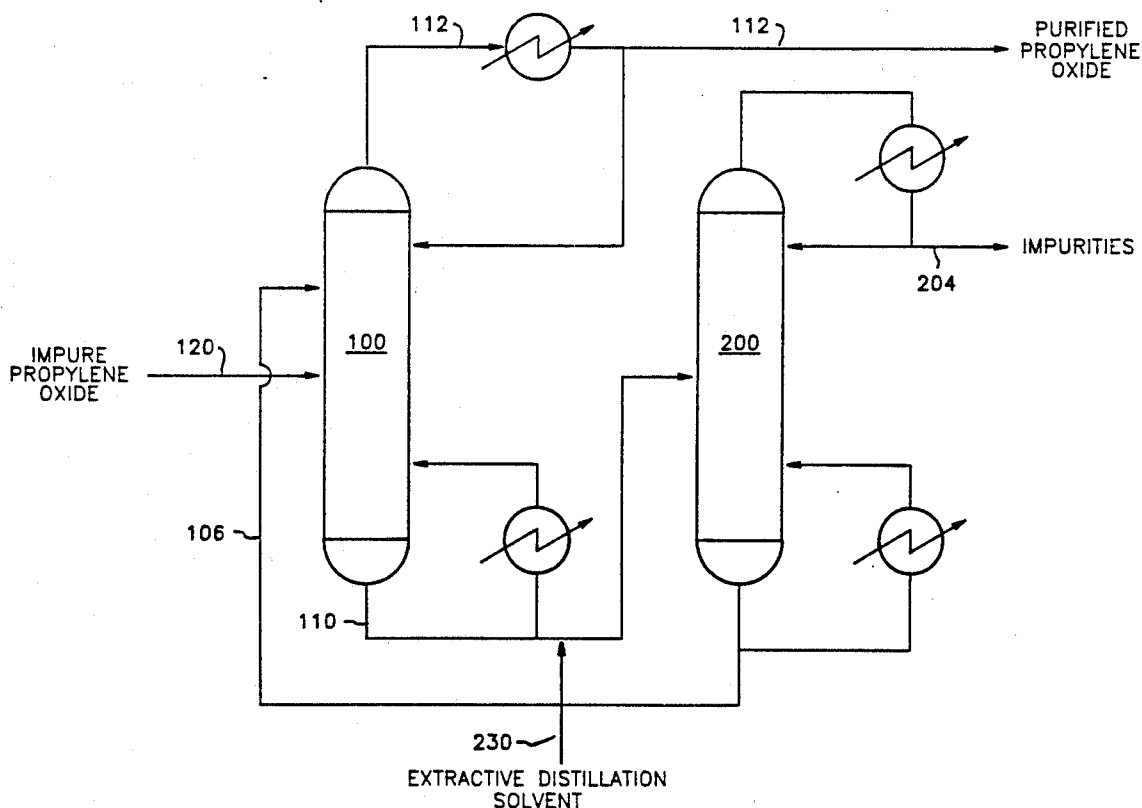 112
112
PURIFIED
PROPYLENE
OXIDE
IMPURITIES
204
100
200
IMPURE
PROPYLENE
OXIDE
120
106
110
230
EXTRACTIVE DISTILLATION
SOLVENT